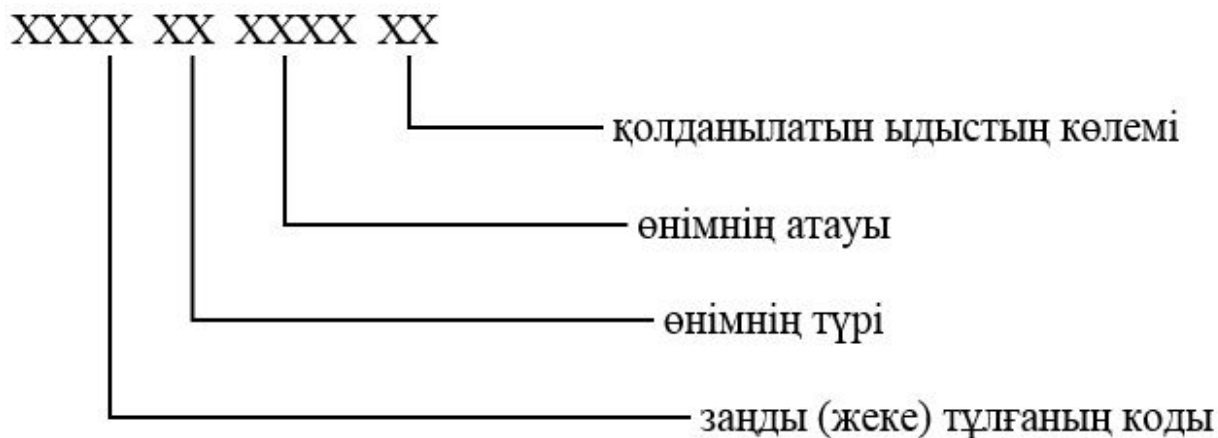 XXXX XX XXXX XX
қолданылатын ыдыстың көлемі
өнімнің атауы
өнімнің түрі
заңды (жеке) тұлғаның коды